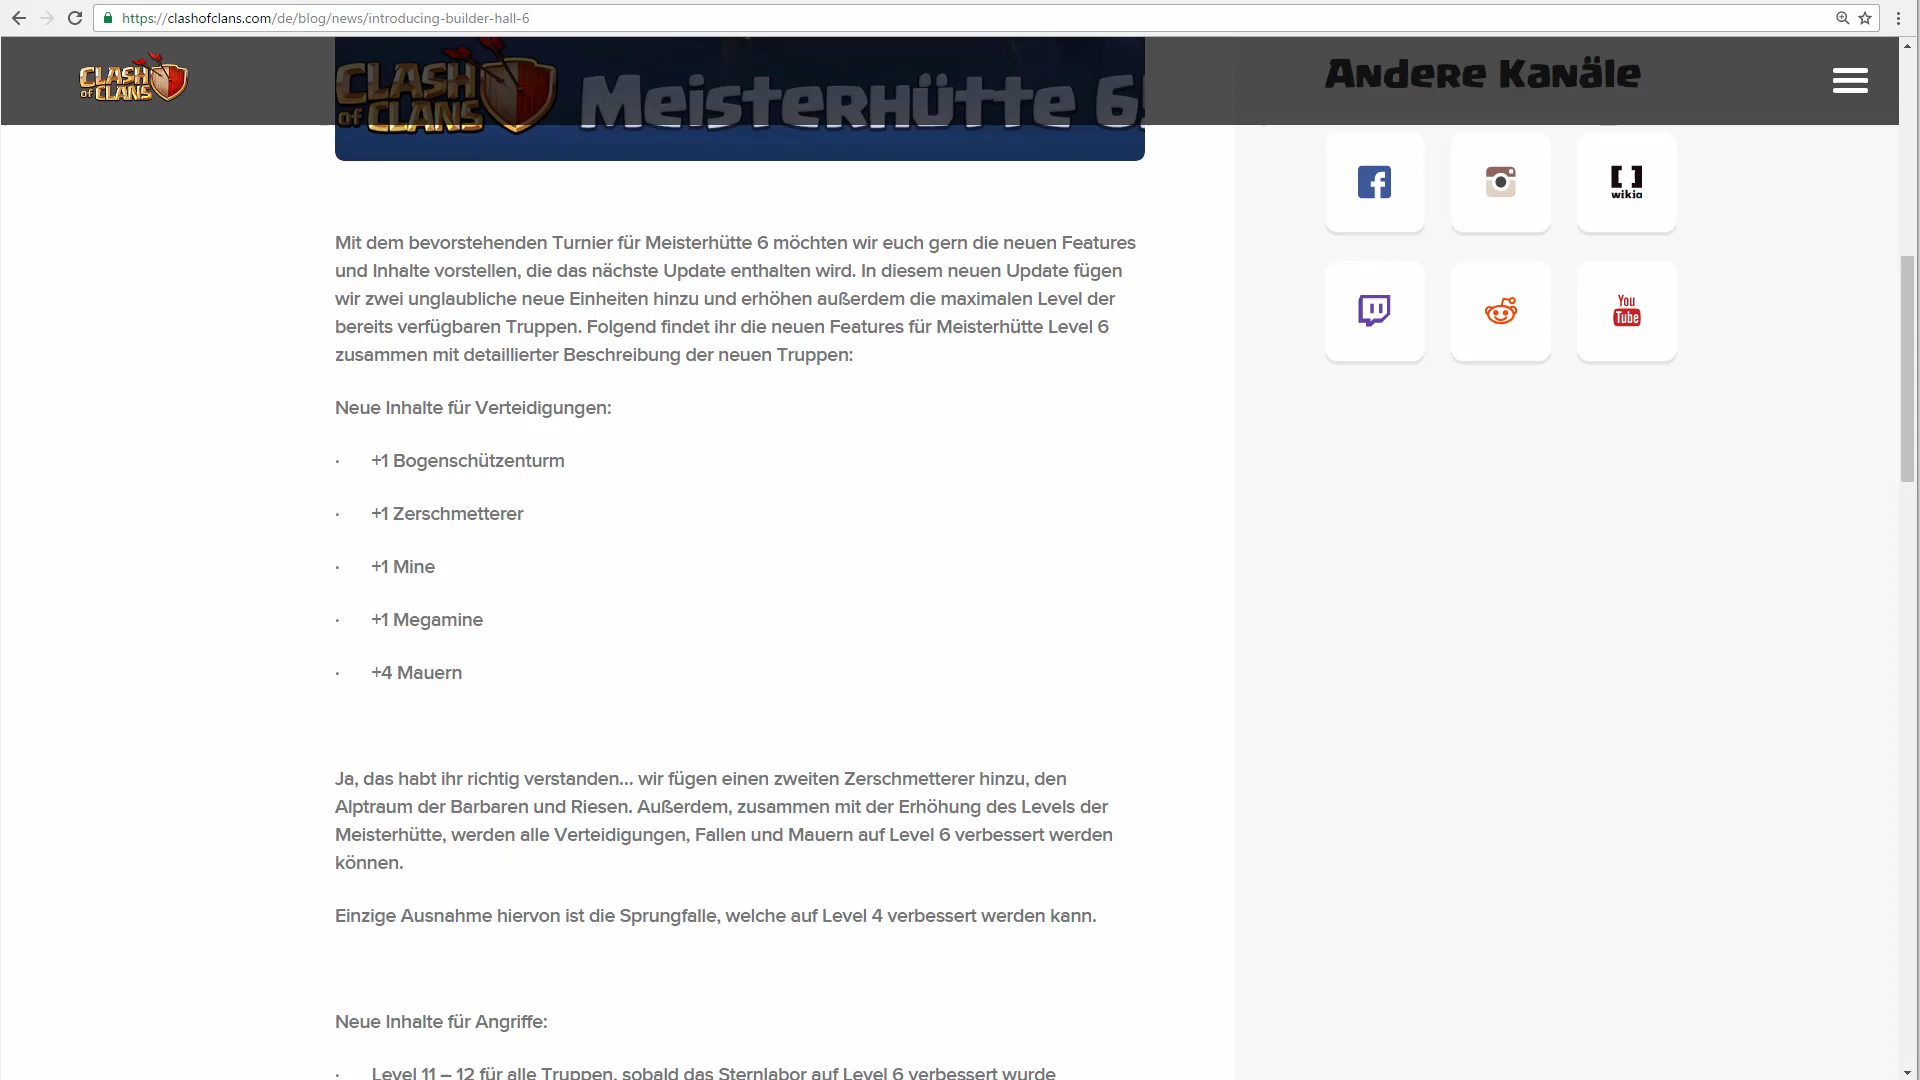 https://clashofclans.com/de/blog/news/introducing-builder-hall-6
CLASH OF CLANS
CLASH OF CLANS
Meisterhütte 6!
Andere Kanäle
wikia
You Tube
Mit dem bevorstehenden Turnier für Meisterhütte 6 möchten wir euch gern die neuen Features
und Inhalte vorstellen, die das nächste Update enthalten wird. In diesem neuen Update fügen
wir zwei unglaubliche neue Einheiten hinzu und erhöhen außerdem die maximalen Level der
bereits verfügbaren Truppen. Folgend findet ihr die neuen Features für Meisterhütte Level 6
zusammen mit detaillierter Beschreibung der neuen Truppen:
Neue Inhalte für Verteidigungen:
· +1 Bogenschützenturm
· +1 Zerschmetterer
· +1 Mine
· +1 Megamine
· +4 Mauern
Ja, das habt ihr richtig verstanden... wir fügen einen zweiten Zerschmetterer hinzu, den
Alptraum der Barbaren und Riesen. Außerdem, zusammen mit der Erhöhung des Levels der
Meisterhütte, werden alle Verteidigungen, Fallen und Mauern auf Level 6 verbessert werden
können.
Einzige Ausnahme hiervon ist die Sprungfalle, welche auf Level 4 verbessert werden kann.
Neue Inhalte für Angriffe:
· Level 11 – 12 für alle Truppen, sobald das Sternlabor auf Level 6 verbessert wurde